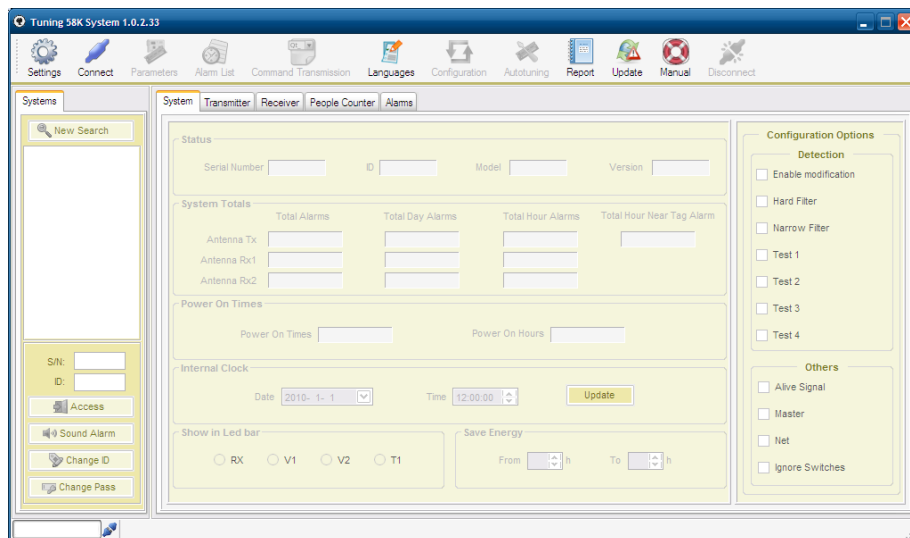 Tuning 58K System 1.0.2.33
Settings Connect Parameters Alarm List Command Transmission Languages Configuration Autotuning Report Update Manual Disconnect
Systems
New Search
S/N:
ID:
Access
Sound Alarm
Change ID
Change Pass
System Transmitter Receiver People Counter Alarms
Status
Serial Number ID Model Version
System Totals
Total Alarms Total Day Alarms Total Hour Alarms Total Hour Near Tag Alarm
Antenna Tx
Antenna Rx1
Antenna Rx2
Power On Times
Power On Times Power On Hours
Internal Clock
Date 2010- 1- 1 Time 12:00:00 Update
Show in Led bar
RX V1 V2 T1
Save Energy
From h To h
Configuration Options
Detection
Enable modification
Hard Filter
Narrow Filter
Test 1
Test 2
Test 3
Test 4
Others
Alive Signal
Master
Net
Ignore Switches